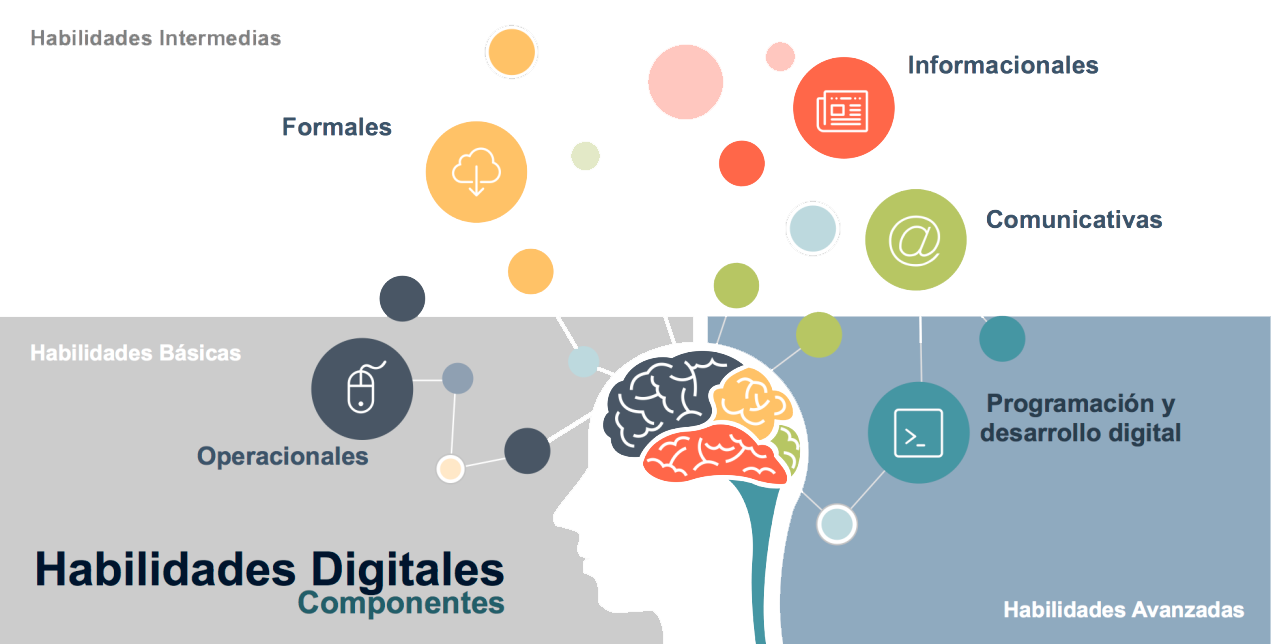 Habilidades Intermedias
Informacionales
Formales
Comunicativas
Habilidades Básicas
Operacionales
Programación y
desarrollo digital
Habilidades Digitales
Componentes
Habilidades Avanzadas